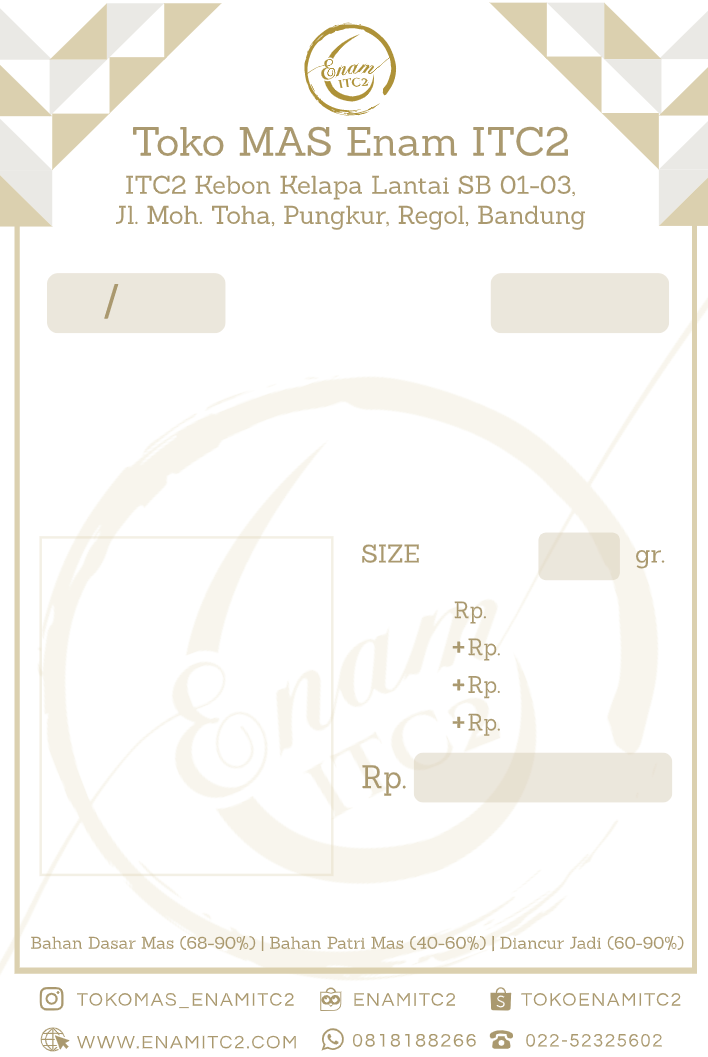 Enam
ITC2
Toko MAS Enam ITC2
ITC2 Kebon Kelapa Lantai SB 01-03,
Jl. Moh. Toha, Pungkur, Regol, Bandung
/
SIZE gr.
Rp.
+Rp.
+Rp.
+Rp.
Rp.
Enam
ITC2
Bahan Dasar Mas (68-90%) | Bahan Patri Mas (40-60%) | Diancur Jadi (60-90%)
TOKOMAS_ENAMITC2 ENAMITC2 TOKOENAMITC2
WWW.ENAMITC2.COM 0818188266 022-52325602